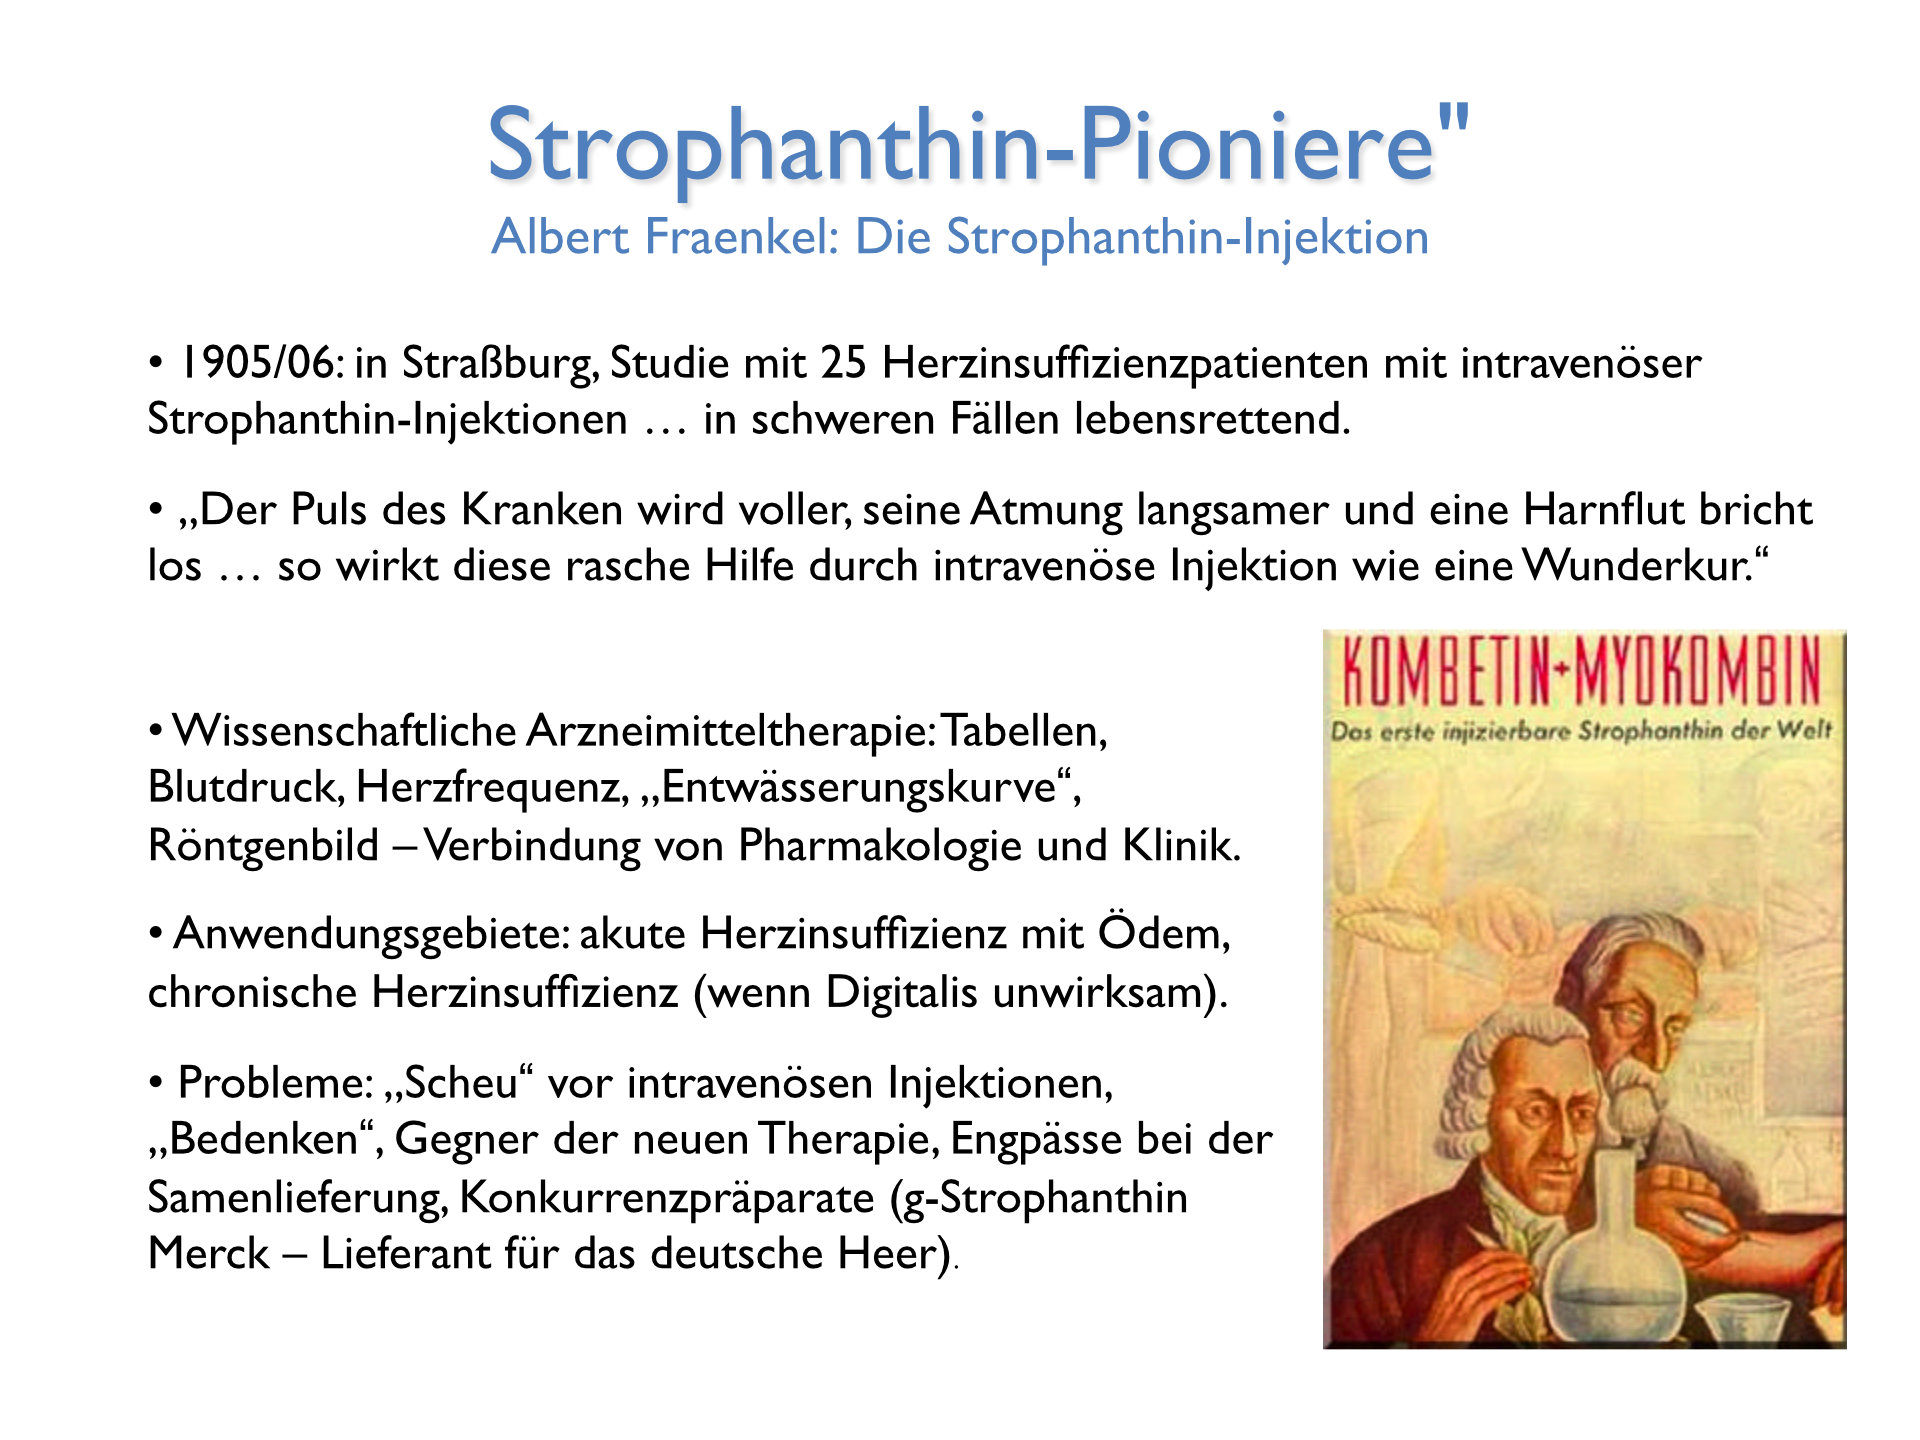 Strophanthin-Pioniere"
Albert Fraenkel: Die Strophanthin-Injektion
• 1905/06: in Straßburg, Studie mit 25 Herzinsuffizienzpatienten mit intravenöser
Strophanthin-Injektionen … in schweren Fällen lebensrettend.
• „Der Puls des Kranken wird voller, seine Atmung langsamer und eine Harnflut bricht
los … so wirkt diese rasche Hilfe durch intravenöse Injektion wie eine Wunderkur.“
KOMBETIN+MYOKOMBIN
Das erste injizierbare Strophanthin der Welt
• Wissenschaftliche Arzneimitteltherapie: Tabellen,
Blutdruck, Herzfrequenz, „Entwässerungskurve“,
Röntgenbild – Verbindung von Pharmakologie und Klinik.
• Anwendungsgebiete: akute Herzinsuffizienz mit Ödem,
chronische Herzinsuffizienz (wenn Digitalis unwirksam).
• Probleme: „Scheu“ vor intravenösen Injektionen,
„Bedenken“, Gegner der neuen Therapie, Engpässe bei der
Samenlieferung, Konkurrenzpräparate (g-Strophanthin
Merck – Lieferant für das deutsche Heer).